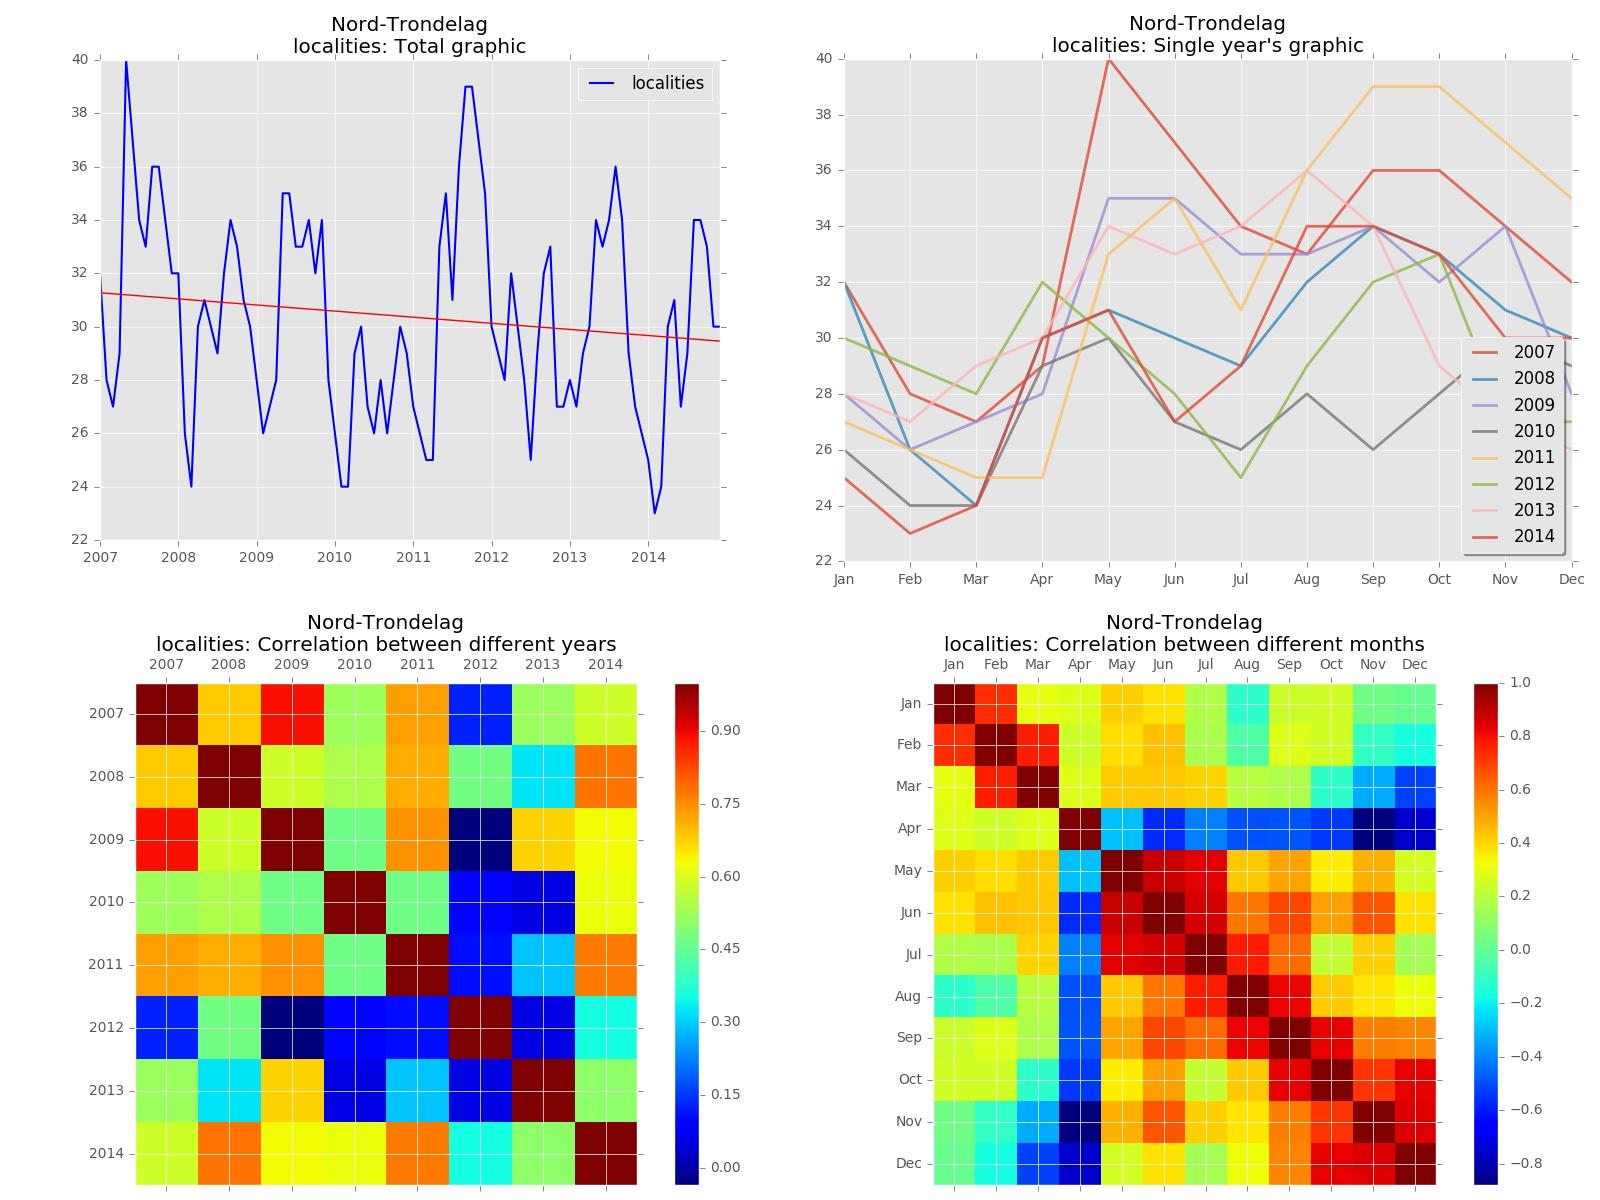 Nord-Trondelag
localities: Total graphic
40
38
36
34
32
30
28
26
24
22
2007 2008 2009 2010 2011 2012 2013 2014
localities
Nord-Trondelag
localities: Single year's graphic
40
38
36
34
32
30
28
26
24
22
Jan Feb Mar Apr May Jun Jul Aug Sep Oct Nov Dec
2007
2008
2009
2010
2011
2012
2013
2014
Nord-Trondelag
localities: Correlation between different years
2007 2008 2009 2010 2011 2012 2013 2014
2007
2008
2009
2010
2011
2012
2013
2014
0.90
0.75
0.60
0.45
0.30
0.15
0.00
Nord-Trondelag
localities: Correlation between different months
Jan Feb Mar Apr May Jun Jul Aug Sep Oct Nov Dec
Jan
Feb
Mar
Apr
May
Jun
Jul
Aug
Sep
Oct
Nov
Dec
1.0
0.8
0.6
0.4
0.2
0.0
−0.2
−0.4
−0.6
−0.8